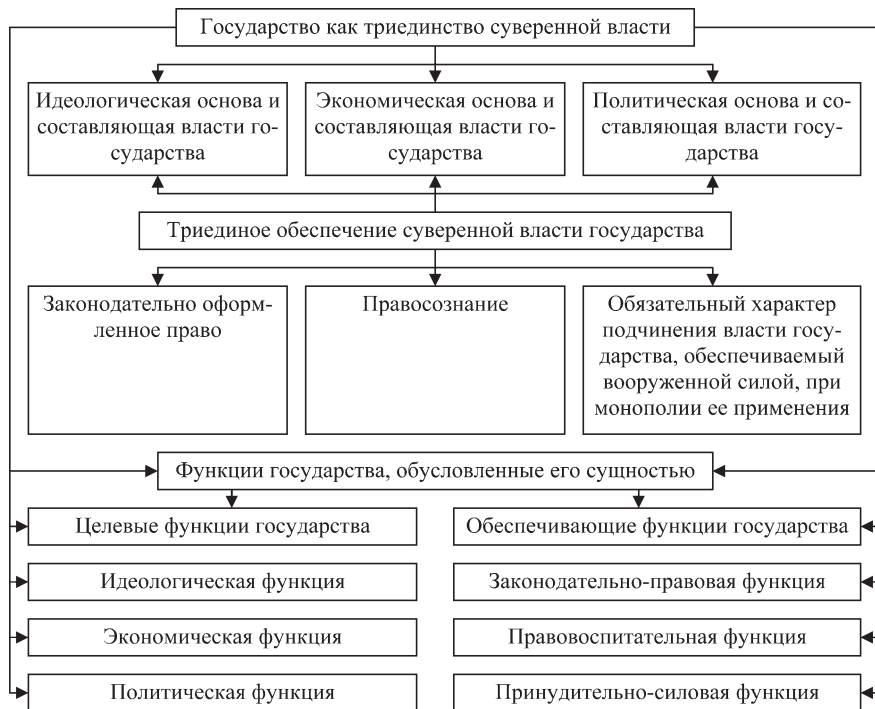 Государство как триединство суверенной власти
Идеологическая основа и
составляющая власти го-
сударства
Экономическая основа и
составляющая власти го-
сударства
Политическая основа и со-
ставляющая власти госу-
дарства
Триединое обеспечение суверенной власти государства
Законодательно оформ-
ленное право
Правосознание
Обязательный характер
подчинения власти госу-
дарства, обеспечиваемый
вооруженной силой, при
монополии ее применения
Функции государства, обусловленные его сущностью
Целевые функции государства
Обеспечивающие функции государства
Идеологическая функция
Законодательно-правовая функция
Экономическая функция
Правовоспитательная функция
Политическая функция
Принудительно-силовая функция